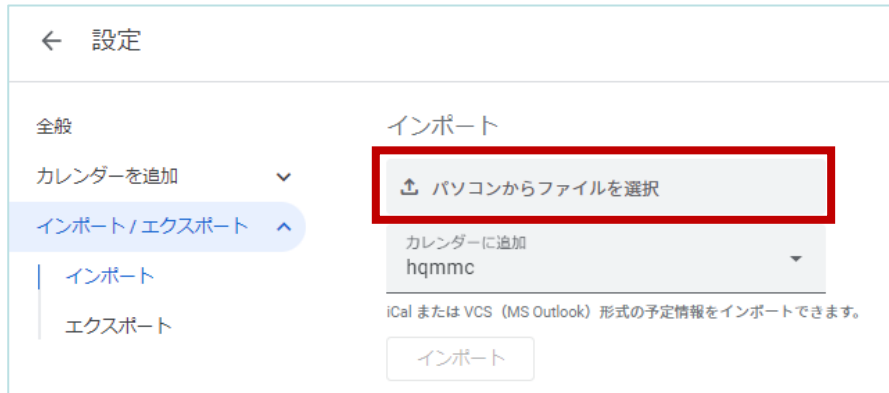 設定
全般
カレンダーを追加
インポート / エクスポート
インポート
エクスポート
インポート
パソコンからファイルを選択
カレンダーに追加
hqmmc
iCal または VCS（MS Outlook）形式の予定情報をインポートできます。
インポート